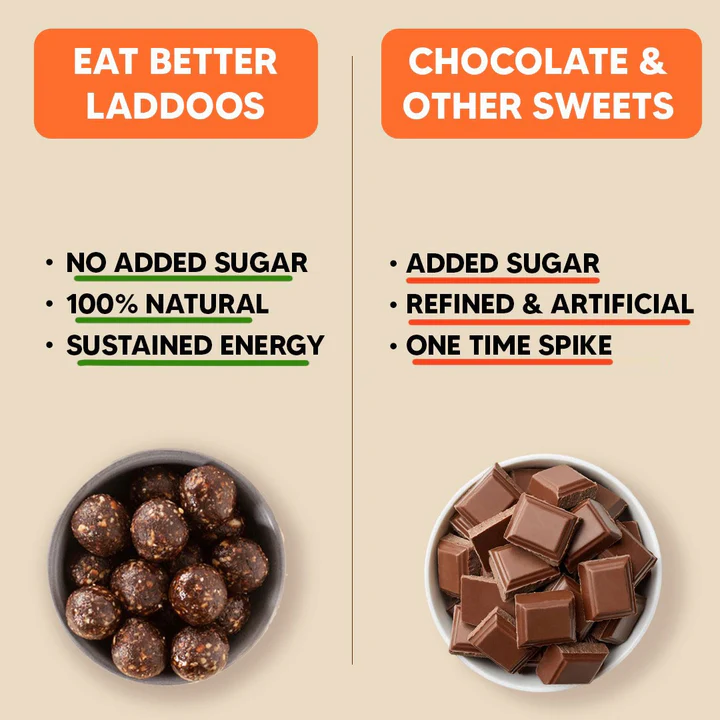 EAT BETTER
LADDOOS
• NO ADDED SUGAR
• 100% NATURAL
• SUSTAINED ENERGY
CHOCOLATE &
OTHER SWEETS
• ADDED SUGAR
• REFINED & ARTIFICIAL
• ONE TIME SPIKE